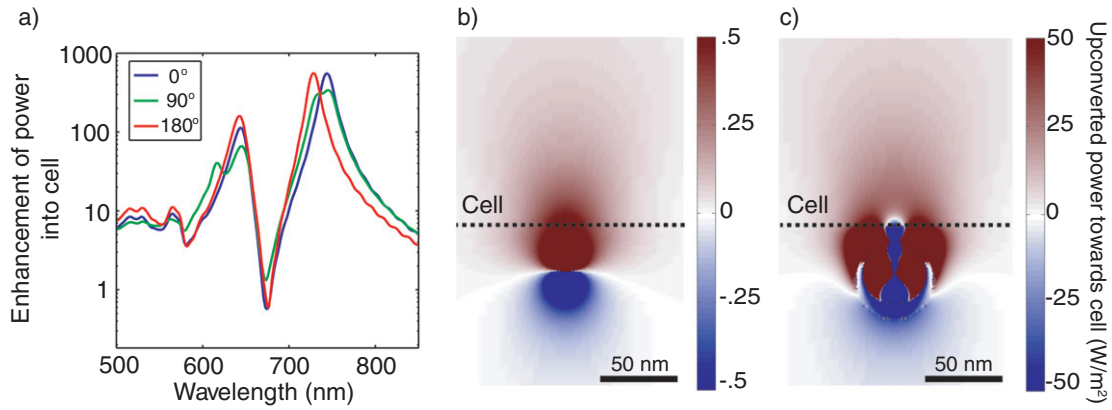 a)
Enhancement of power
into cell
1000
100
10
1
0°
90°
180°
500
600
700
800
Wavelength (nm)
b)
Cell
50 nm
.5
.25
0
-.25
-.5
c)
Cell
50 nm
50
25
0
-25
-50
Upconverted power towards cell (W/m²)